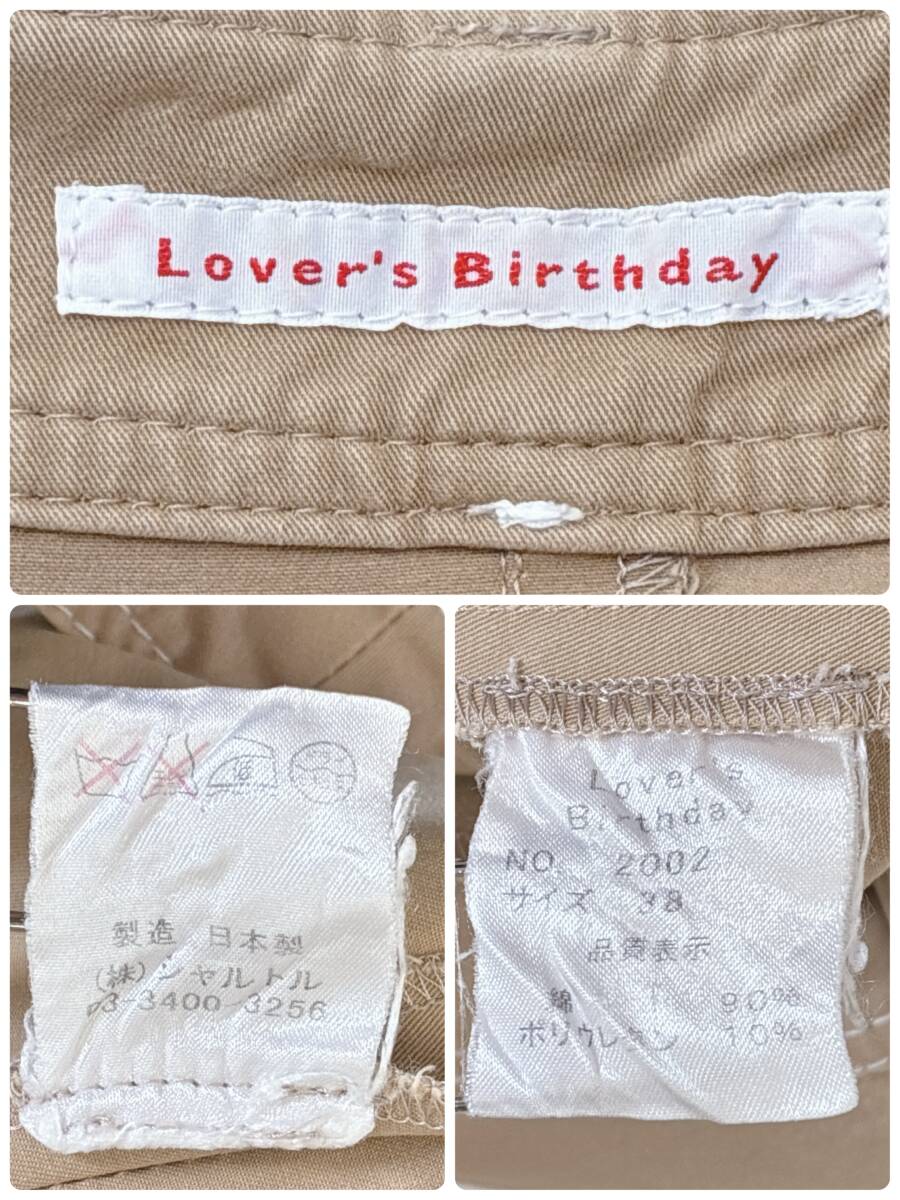 Lover's Birthday
製造 日本製
(株)シャルトル
03-3400-3256
Lover's
Birthday
NO. 2002
サイズ 38
品質表示
綿 90%
ポリウレタン 10%